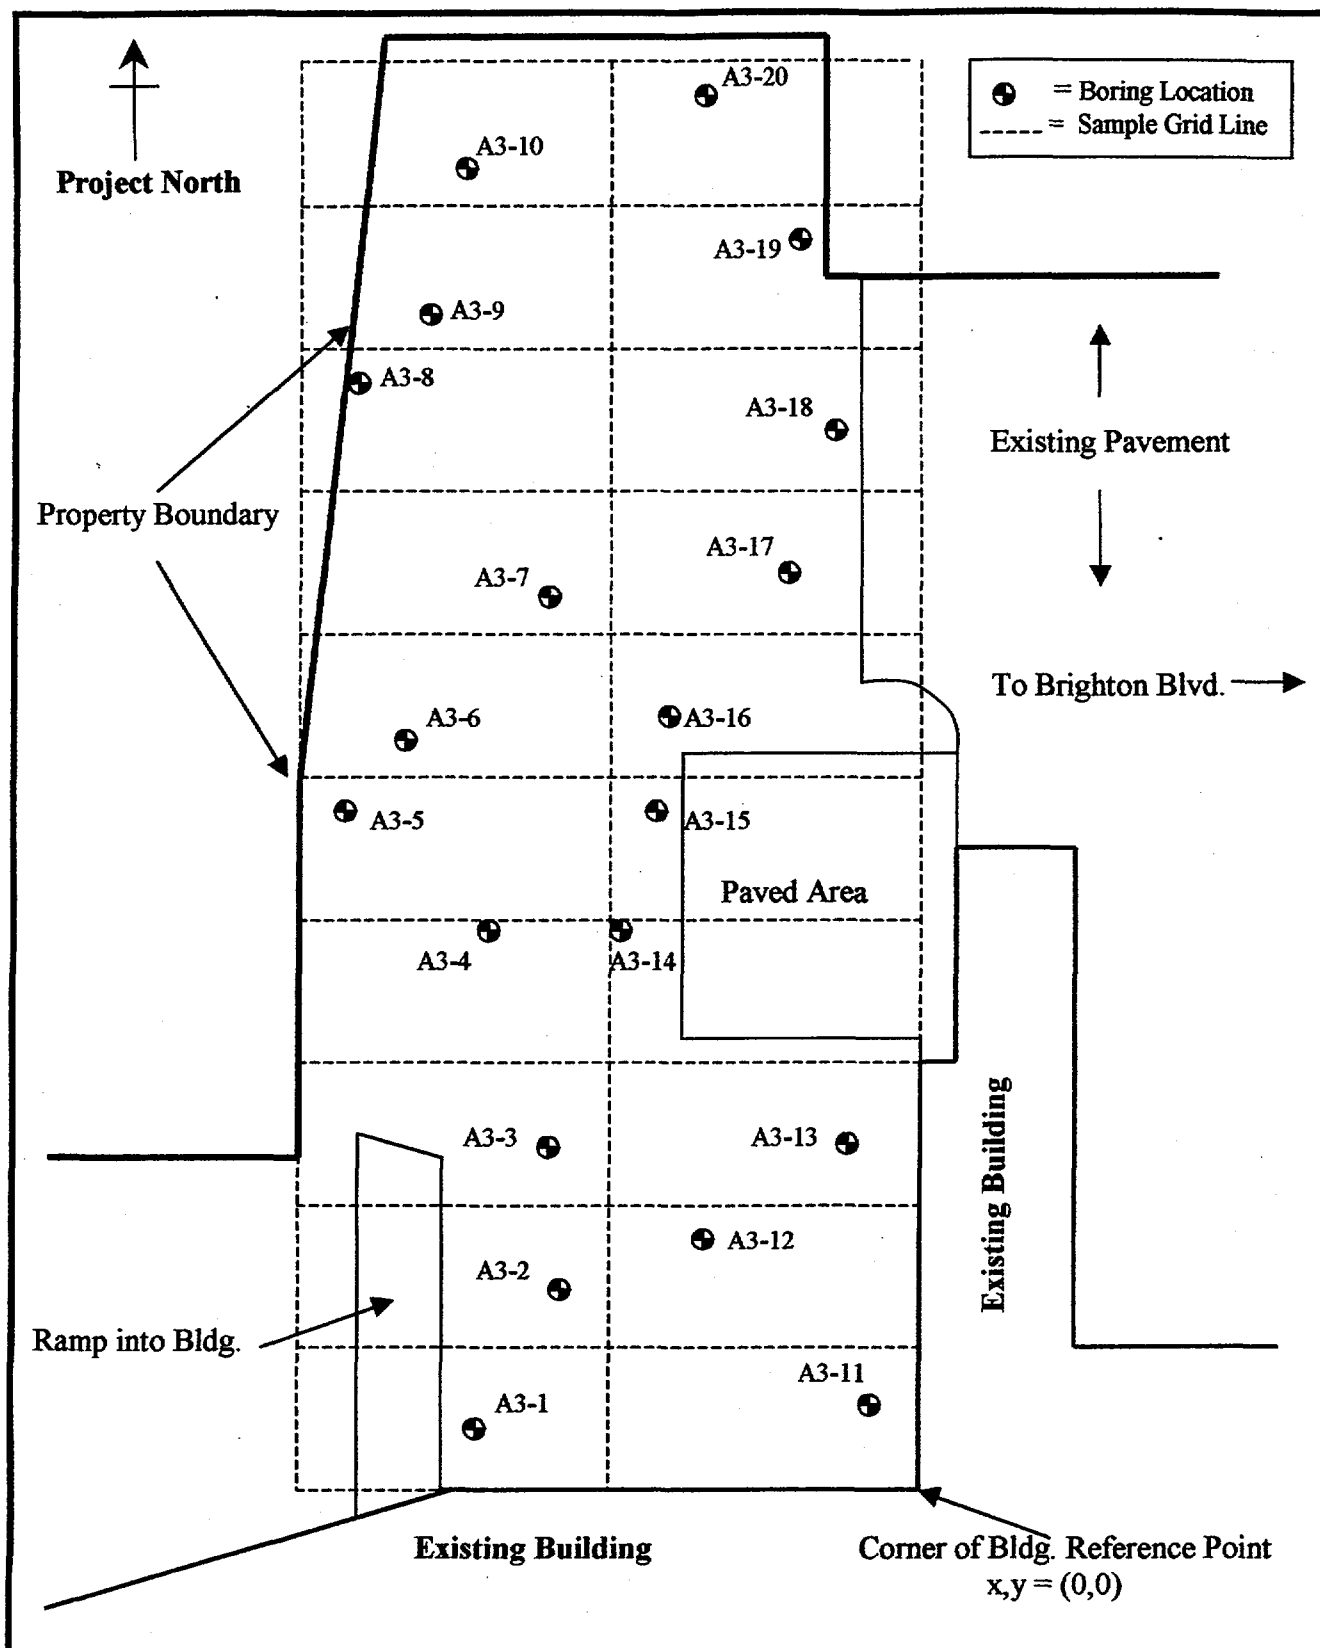 A3-20
= Boring Location
----- = Sample Grid Line
A3-10
Project North
A3-19
A3-9
A3-8
A3-18
Existing Pavement
Property Boundary
A3-17
A3-7
To Brighton Blvd.
A3-6
A3-16
A3-5
A3-15
Paved Area
A3-4
A3-14
A3-3
A3-13
Existing Building
A3-12
A3-2
Ramp into Bldg.
A3-11
A3-1
Existing Building
Corner of Bldg. Reference Point
x,y = (0,0)